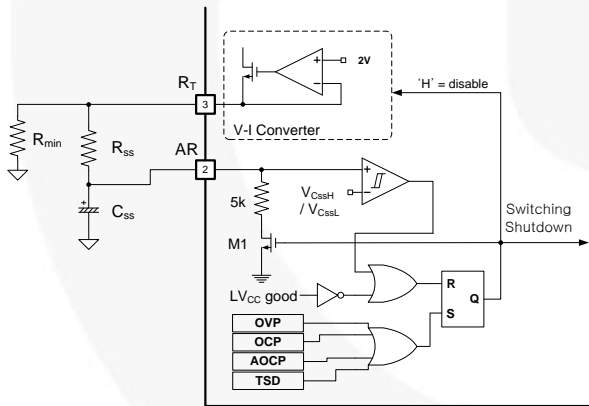 RT
3
2V
'H' = disable
V-I Converter
Rmin
Rss
AR
2
Css
5k
VCssH
/ VCssL
M1
Switching
Shutdown
LVCC good
R
Q
S
OVP
OCP
AOCP
TSD